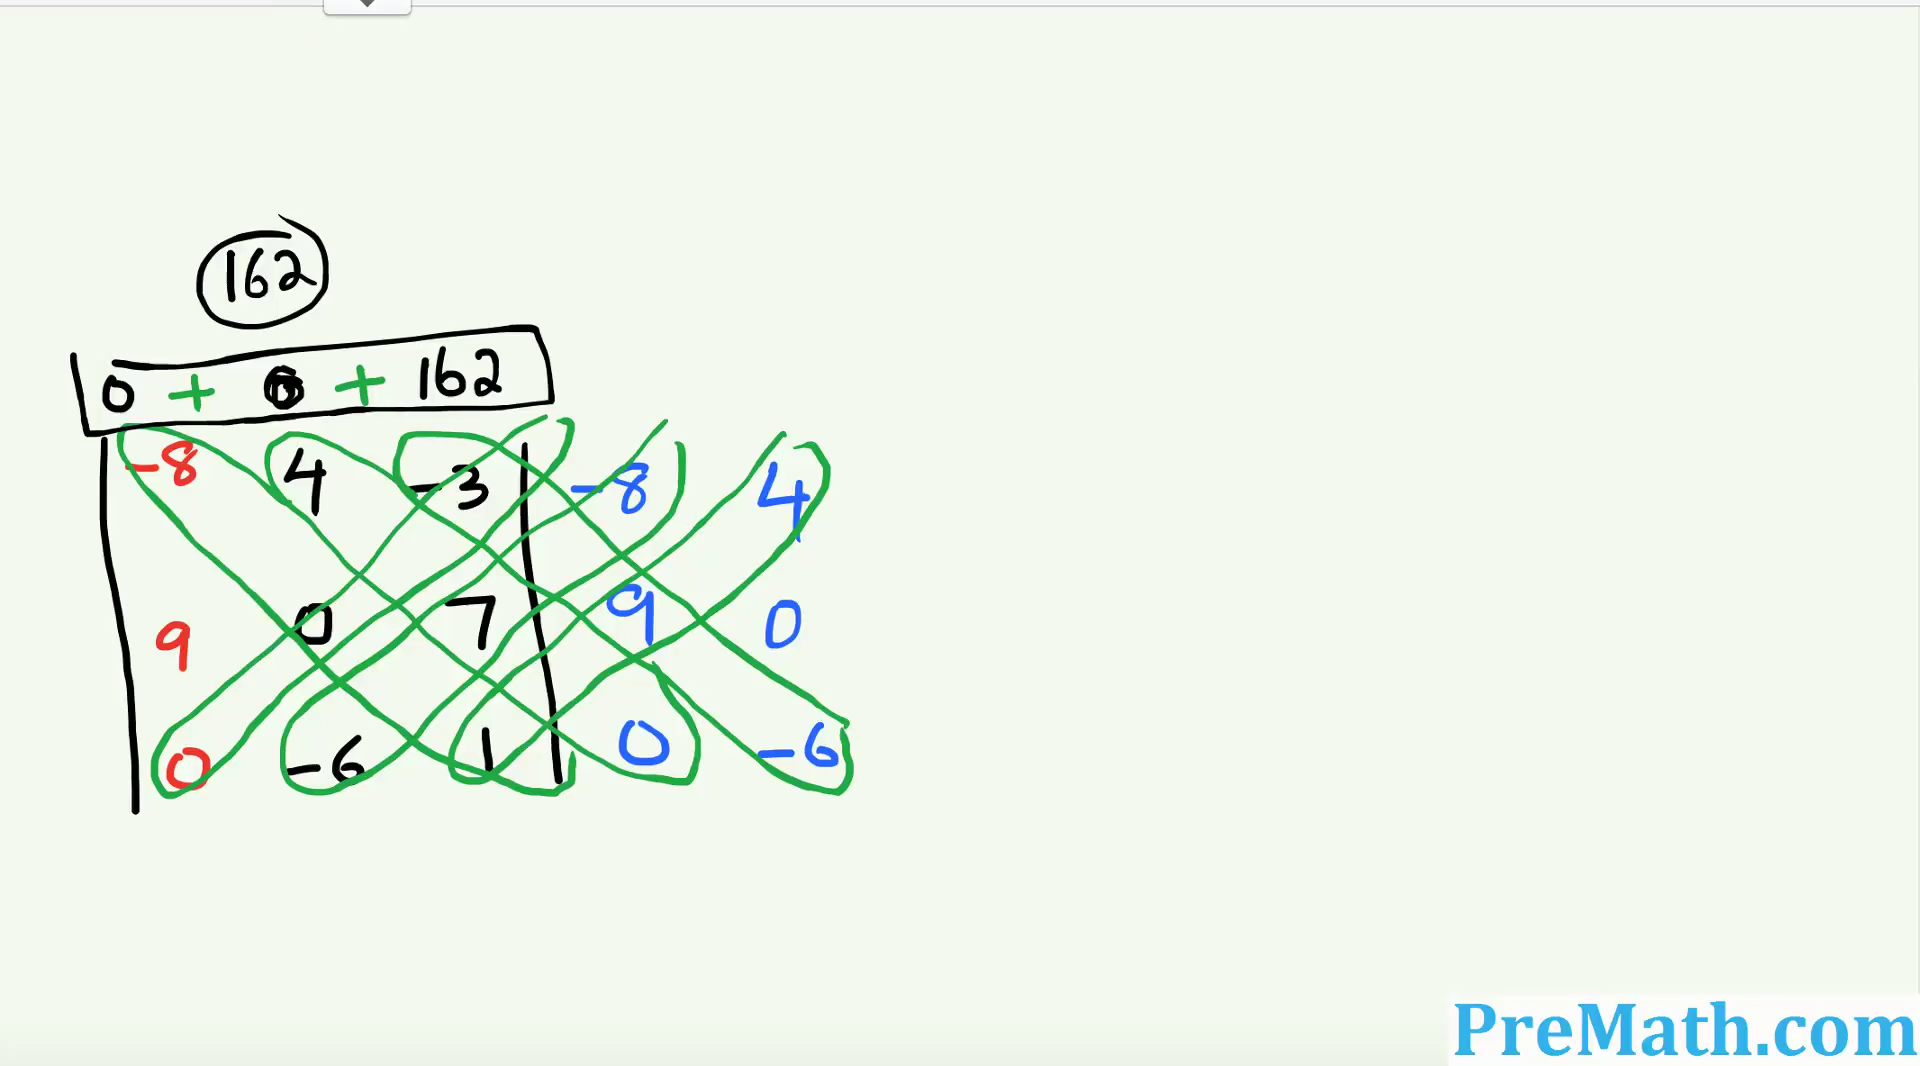 162
0 + 0 + 162
-8 4 -3 -8 4
9 0 7 9 0
0 -6 1 0 -6
PreMath.com